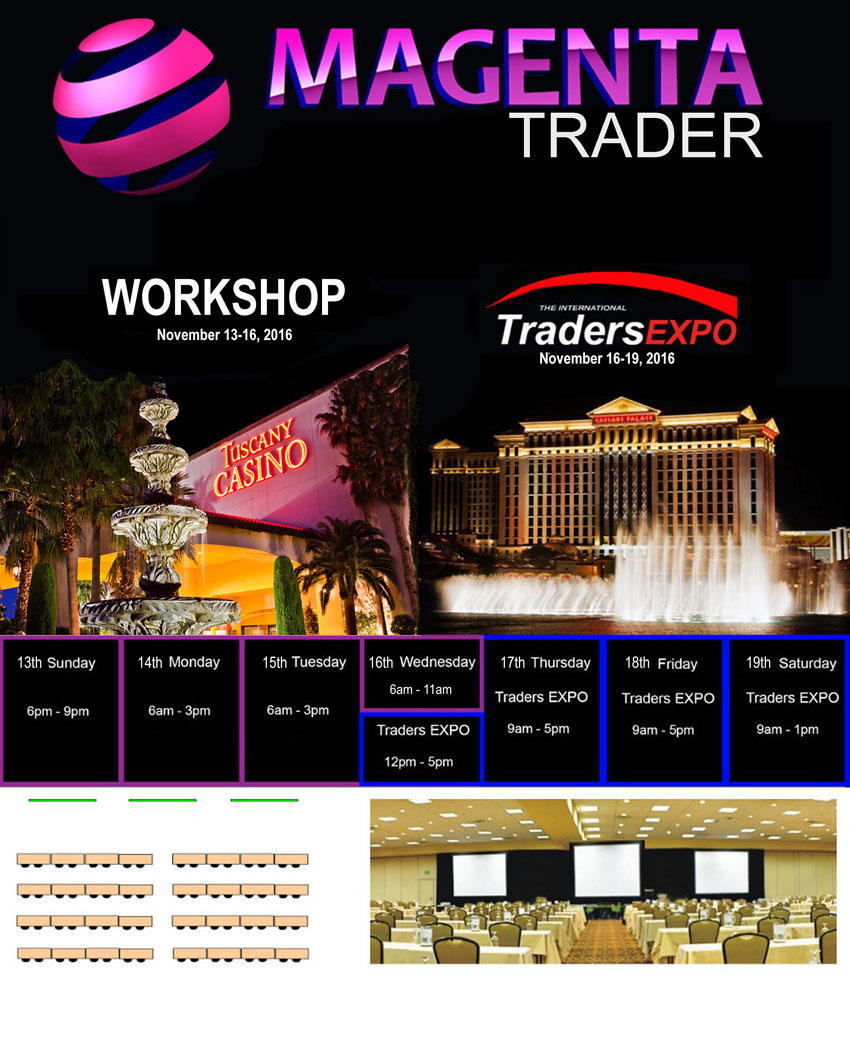 MAGENTA
TRADER
WORKSHOP
November 13-16, 2016
THE INTERNATIONAL
TradersEXPO
November 16-19, 2016
TUSCANY
CASINO
CAESARS PALACE
13th Sunday
6pm - 9pm
14th Monday
6am - 3pm
15th Tuesday
6am - 3pm
16th Wednesday
6am - 11am
Traders EXPO
12pm - 5pm
17th Thursday
Traders EXPO
9am - 5pm
18th Friday
Traders EXPO
9am - 5pm
19th Saturday
Traders EXPO
9am - 1pm